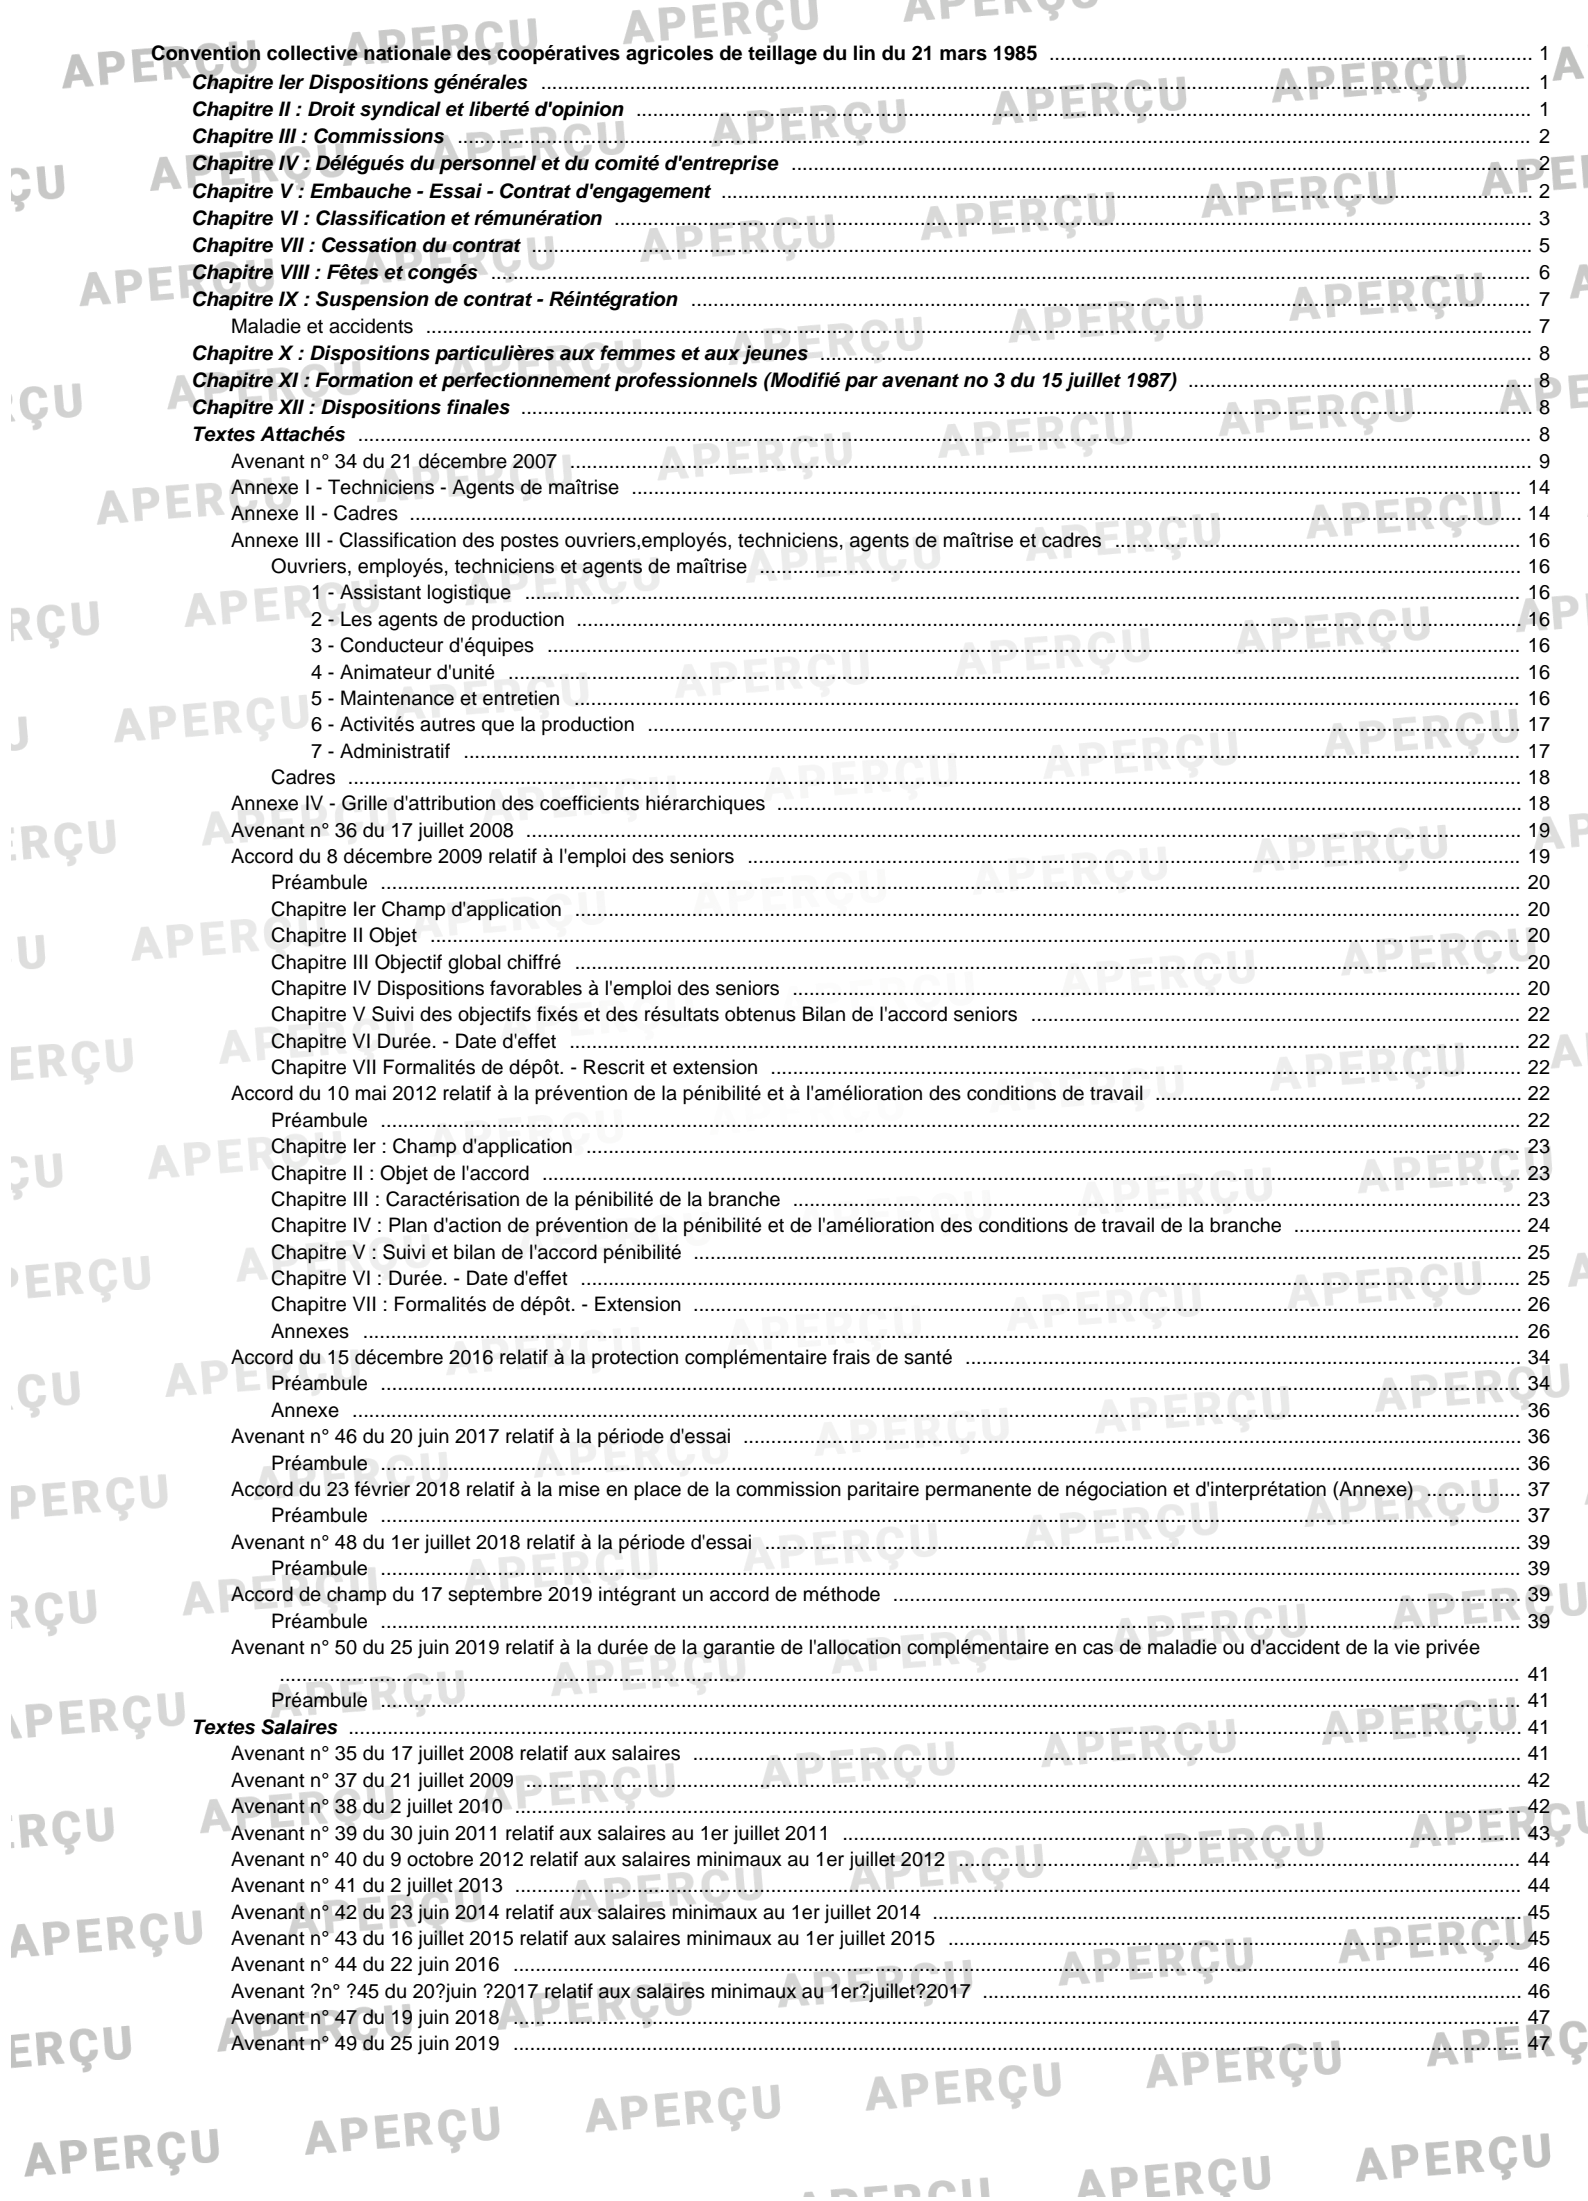 Convention collective nationale des coopératives agricoles de teillage du lin du 21 mars 1985 ... 1
Chapitre Ier Dispositions générales ... 1
Chapitre II : Droit syndical et liberté d'opinion ... 1
Chapitre III : Commissions ... 2
Chapitre IV : Délégués du personnel et du comité d'entreprise ... 2
Chapitre V : Embauche - Essai - Contrat d'engagement ... 2
Chapitre VI : Classification et rémunération ... 3
Chapitre VII : Cessation du contrat ... 5
Chapitre VIII : Fêtes et congés ... 6
Chapitre IX : Suspension de contrat - Réintégration ... 7
Maladie et accidents ... 7
Chapitre X : Dispositions particulières aux femmes et aux jeunes ... 8
Chapitre XI : Formation et perfectionnement professionnels (Modifié par avenant no 3 du 15 juillet 1987) ... 8
Chapitre XII : Dispositions finales ... 8
Textes Attachés ... 8
Avenant n° 34 du 21 décembre 2007 ... 9
Annexe I - Techniciens - Agents de maîtrise ... 14
Annexe II - Cadres ... 14
Annexe III - Classification des postes ouvriers,employés, techniciens, agents de maîtrise et cadres ... 16
Ouvriers, employés, techniciens et agents de maîtrise ... 16
1 - Assistant logistique ... 16
2 - Les agents de production ... 16
3 - Conducteur d'équipes ... 16
4 - Animateur d'unité ... 16
5 - Maintenance et entretien ... 16
6 - Activités autres que la production ... 17
7 - Administratif ... 17
Cadres ... 18
Annexe IV - Grille d'attribution des coefficients hiérarchiques ... 18
Avenant n° 36 du 17 juillet 2008 ... 19
Accord du 8 décembre 2009 relatif à l'emploi des seniors ... 19
Préambule ... 20
Chapitre Ier Champ d'application ... 20
Chapitre II Objet ... 20
Chapitre III Objectif global chiffré ... 20
Chapitre IV Dispositions favorables à l'emploi des seniors ... 20
Chapitre V Suivi des objectifs fixés et des résultats obtenus Bilan de l'accord seniors ... 22
Chapitre VI Durée. - Date d'effet ... 22
Chapitre VII Formalités de dépôt. - Rescrit et extension ... 22
Accord du 10 mai 2012 relatif à la prévention de la pénibilité et à l'amélioration des conditions de travail ... 22
Préambule ... 22
Chapitre Ier : Champ d'application ... 23
Chapitre II : Objet de l'accord ... 23
Chapitre III : Caractérisation de la pénibilité de la branche ... 23
Chapitre IV : Plan d'action de prévention de la pénibilité et de l'amélioration des conditions de travail de la branche ... 24
Chapitre V : Suivi et bilan de l'accord pénibilité ... 25
Chapitre VI : Durée. - Date d'effet ... 25
Chapitre VII : Formalités de dépôt. - Extension ... 26
Annexes ... 26
Accord du 15 décembre 2016 relatif à la protection complémentaire frais de santé ... 34
Préambule ... 34
Annexe ... 36
Avenant n° 46 du 20 juin 2017 relatif à la période d'essai ... 36
Préambule ... 36
Accord du 23 février 2018 relatif à la mise en place de la commission paritaire permanente de négociation et d'interprétation (Annexe) ... 37
Préambule ... 37
Avenant n° 48 du 1er juillet 2018 relatif à la période d'essai ... 39
Préambule ... 39
Accord de champ du 17 septembre 2019 intégrant un accord de méthode ... 39
Préambule ... 39
Avenant n° 50 du 25 juin 2019 relatif à la durée de la garantie de l'allocation complémentaire en cas de maladie ou d'accident de la vie privée
... 41
Préambule ... 41
Textes Salaires ... 41
Avenant n° 35 du 17 juillet 2008 relatif aux salaires ... 41
Avenant n° 37 du 21 juillet 2009 ... 42
Avenant n° 38 du 2 juillet 2010 ... 42
Avenant n° 39 du 30 juin 2011 relatif aux salaires au 1er juillet 2011 ... 43
Avenant n° 40 du 9 octobre 2012 relatif aux salaires minimaux au 1er juillet 2012 ... 44
Avenant n° 41 du 2 juillet 2013 ... 44
Avenant n° 42 du 23 juin 2014 relatif aux salaires minimaux au 1er juillet 2014 ... 45
Avenant n° 43 du 16 juillet 2015 relatif aux salaires minimaux au 1er juillet 2015 ... 45
Avenant n° 44 du 22 juin 2016 ... 46
Avenant ?n° ?45 du 20?juin ?2017 relatif aux salaires minimaux au 1er?juillet?2017 ... 46
Avenant n° 47 du 19 juin 2018 ... 47
Avenant n° 49 du 25 juin 2019 ... 47
APERÇU